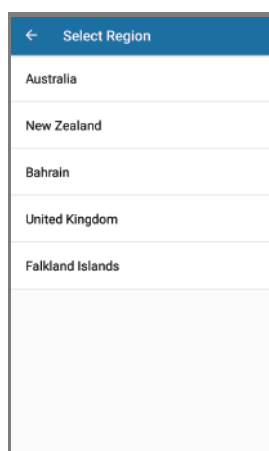 Select Region
Australia
New Zealand
Bahrain
United Kingdom
Falkland Islands